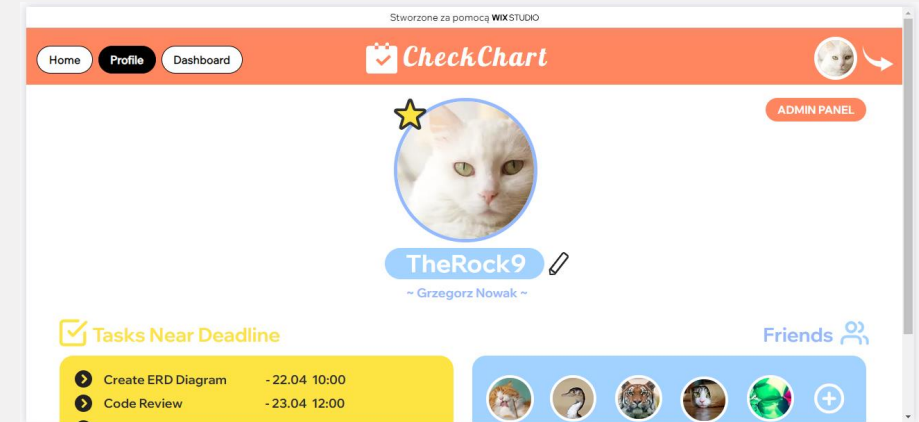 Stworzone za pomocą WIX STUDIO
Home Profile Dashboard CheckChart
ADMIN PANEL
TheRock9
~ Grzegorz Nowak ~
Tasks Near Deadline
Create ERD Diagram - 22.04 10:00
Code Review - 23.04 12:00
Friends